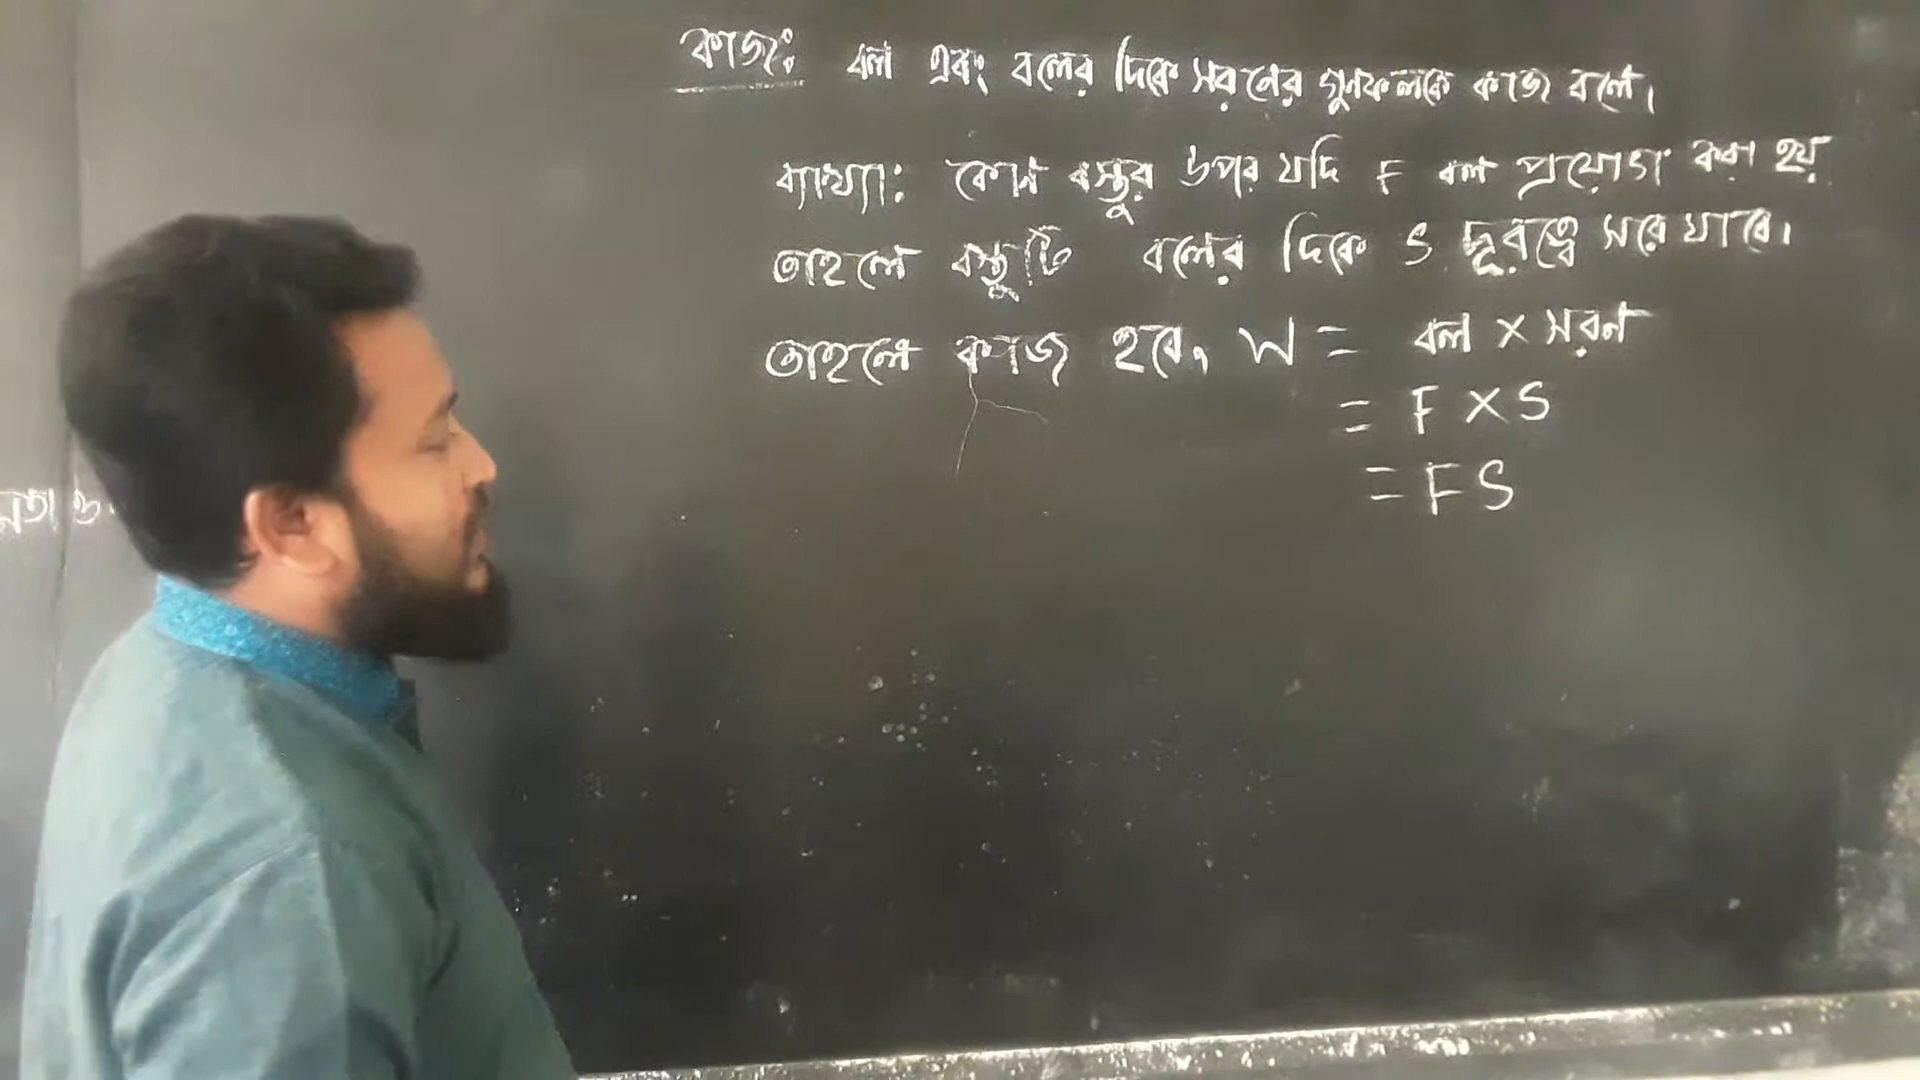 কাজঃ বল এবং বলের দিকে সরনের গুনফলকে কাজ বলে।
ব্যাখ্যা: কোন বস্তুর উপর যদি F বল প্রয়োগ করা হয়
তাহলে বস্তুটি বলের দিকে S দূরত্বে সরে যাবে।
তাহলে কাজ হবে, W = বল × সরন
= F × S
= FS